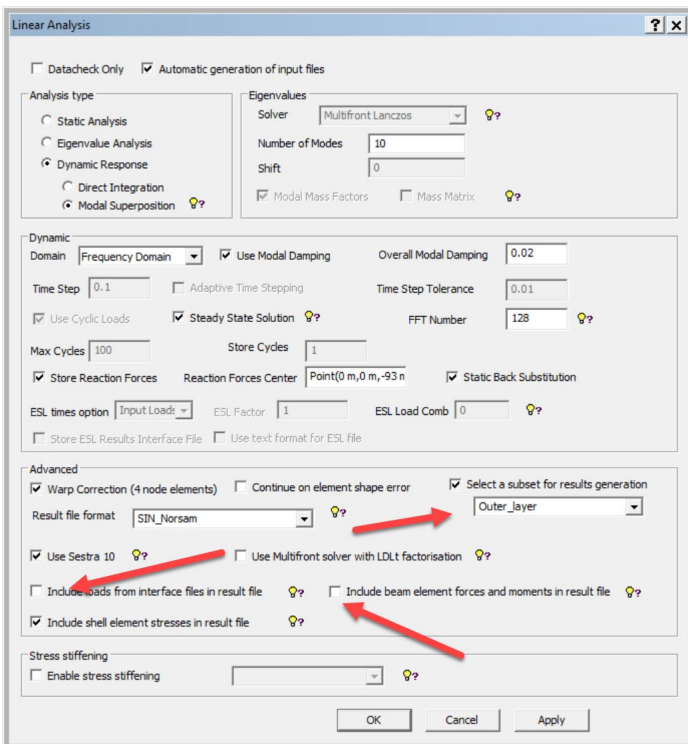 Linear Analysis
Datacheck Only Automatic generation of input files
Analysis type
Static Analysis
Eigenvalue Analysis
Dynamic Response
Direct Integration
Modal Superposition
Eigenvalues
Solver Multifront Lanczos
Number of Modes 10
Shift 0
Modal Mass Factors Mass Matrix
Dynamic
Domain Frequency Domain Use Modal Damping Overall Modal Damping 0.02
Time Step 0.1 Adaptive Time Stepping Time Step Tolerance 0.01
Use Cyclic Loads Steady State Solution FFT Number 128
Max Cycles 100 Store Cycles 1
Store Reaction Forces Reaction Forces Center Point(0 m,0 m,-93 m Static Back Substitution
ESL times option Input Loads ESL Factor 1 ESL Load Comb 0
Store ESL Results Interface File Use text format for ESL file
Advanced
Warp Correction (4 node elements) Continue on element shape error Select a subset for results generation
Result file format SIN_Norsam Outer_layer
Use Sestra 10 Use Multifront solver with LDLt factorisation
Include loads from interface files in result file Include beam element forces and moments in result file
Include shell element stresses in result file
Stress stiffening
Enable stress stiffening
OK Cancel Apply